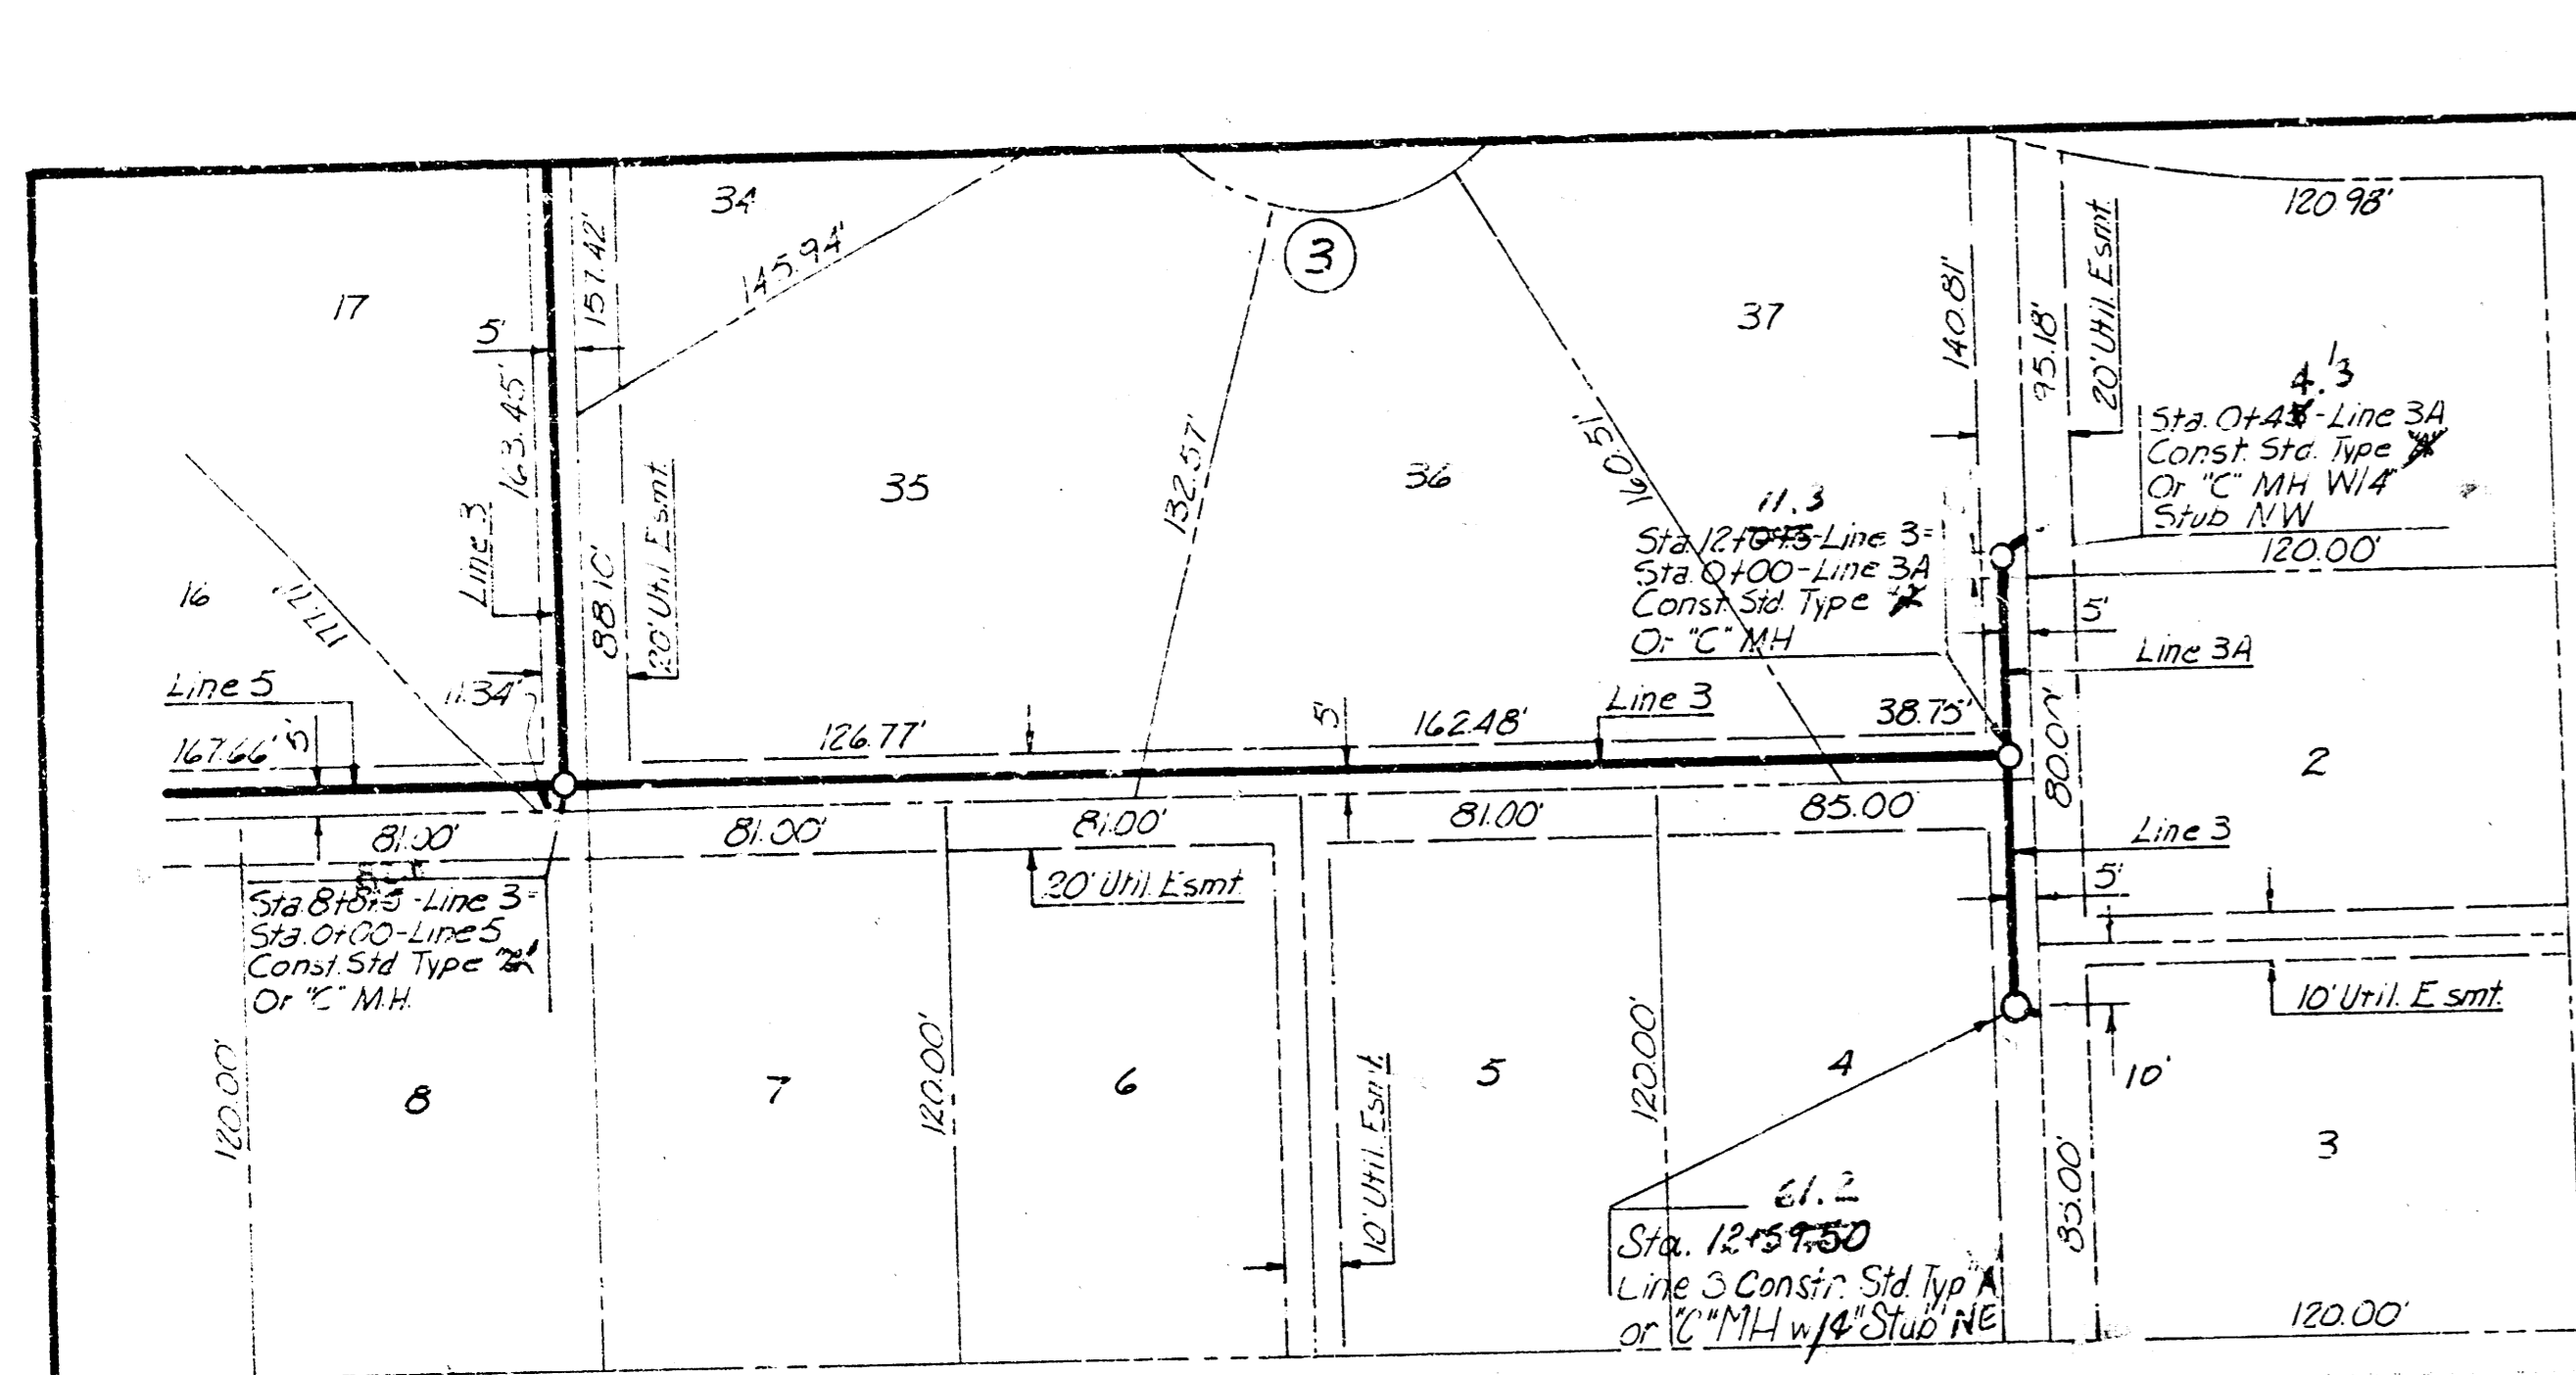 34
157.42'
145.94'
17
5'
163.45'
Line 3
16
177.71'
88.10'
20' Util. Esmt.
35
132.57'
3
36
160.51'
37
140.81'
95.18'
20' Util. Esmt.
120.98'
4.3
Sta. 0+4 -Line 3A
Const. Std. Type
Or "C" MH W/4"
Stub NW
120.00'
11.3
Sta. 12+ -Line 3=
Sta. 0+00-Line 3A
Const. Std. Type
Or "C" MH
5'
Line 3A
Line 5
11.34'
167.66'
5'
126.77'
5'
162.48'
Line 3
38.75'
80.00'
2
81.00'
81.00'
81.00'
81.00'
85.00'
Line 3
5'
Sta. 8+ -Line 3=
Sta. 0+00-Line 5
Const. Std Type
Or "C" M.H.
20' Util. Esmt.
10' Util. Esmt.
10'
120.00'
8
7
120.00'
6
10' Util. Esmt.
5
120.00'
4
85.00'
3
61.2
Sta. 12+59.50
Line 3 Constr. Std. Typ "A"
or "C" MH w/4" Stub NE
120.00'